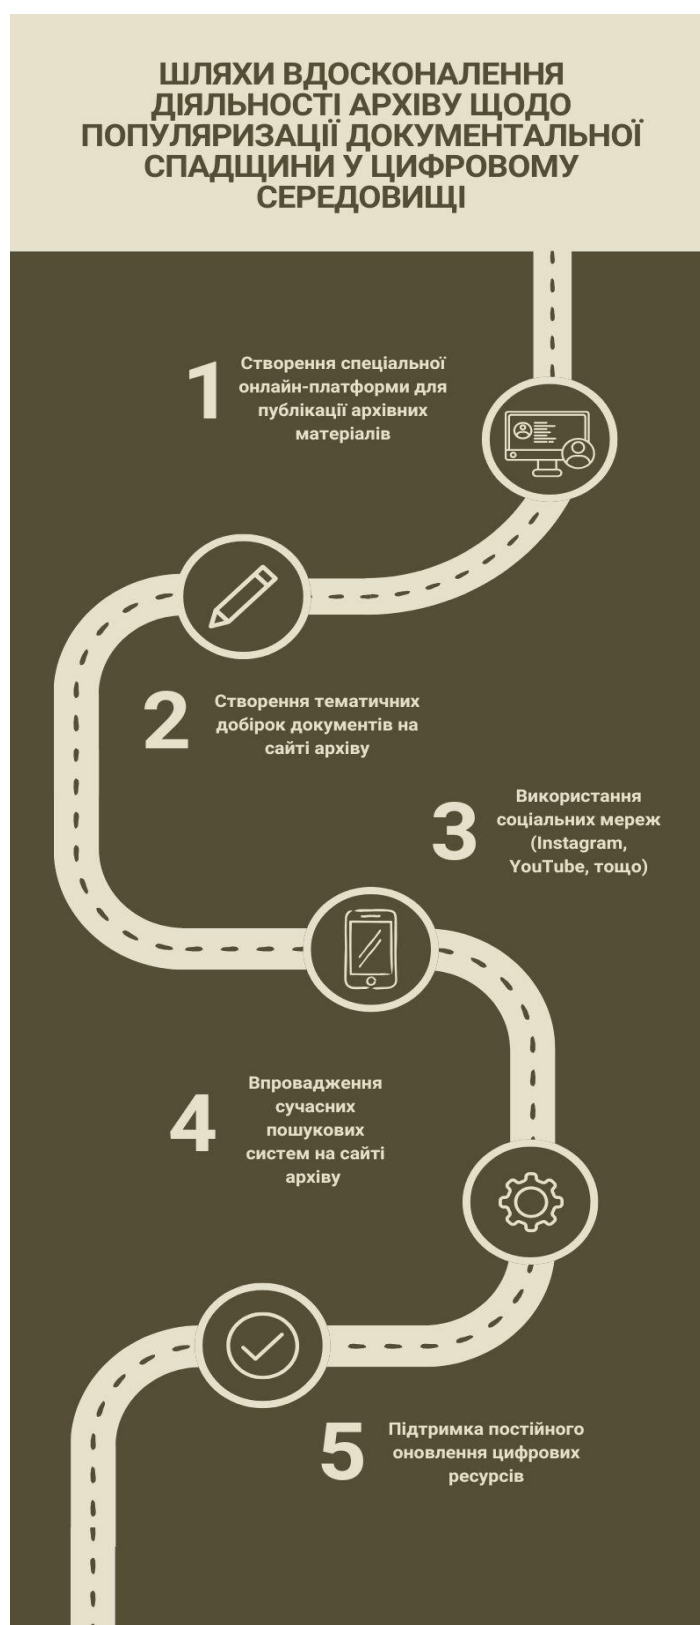 ШЛЯХИ ВДОСКОНАЛЕННЯ
ДІЯЛЬНОСТІ АРХІВУ ЩОДО
ПОПУЛЯРИЗАЦІЇ ДОКУМЕНТАЛЬНОЇ
СПАДЩИНИ У ЦИФРОВОМУ
СЕРЕДОВИЩІ
1
Створення спеціальної
онлайн-платформи для
публікації архівних
матеріалів
2
Створення тематичних
добірок документів на
сайті архіву
3
Використання
соціальних мереж
(Instagram,
YouTube, тощо)
4
Впровадження
сучасних
пошукових
систем на сайті
архіву
5
Підтримка постійного
оновлення цифрових
ресурсів